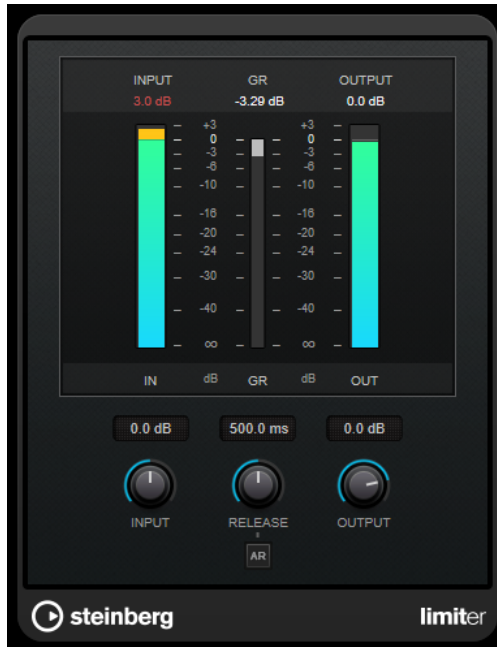 INPUT GR OUTPUT
3.0 dB -3.29 dB 0.0 dB
+3 +3
0 0
-3 -3
-6 -6
-10 -10
-16 -16
-20 -20
-24 -24
-30 -30
-40 -40
∞ ∞
IN dB GR dB OUT
0.0 dB 500.0 ms 0.0 dB
INPUT RELEASE OUTPUT
AR
steinberg limiter